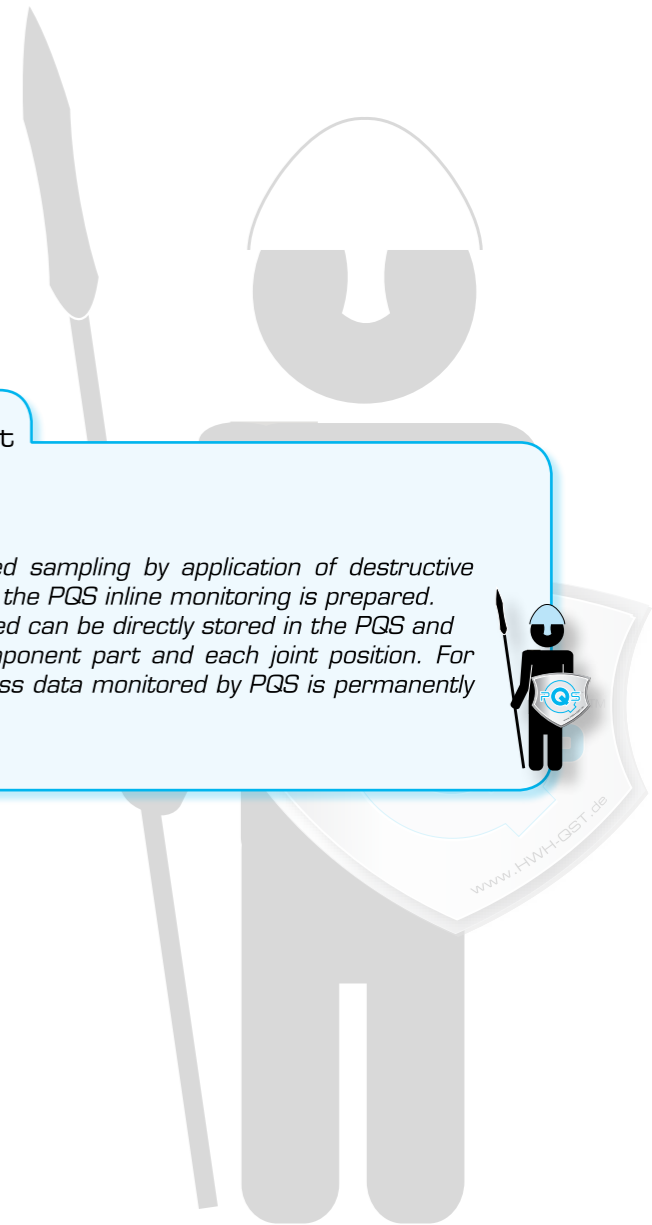 t
ed sampling by application of destructive
the PQS inline monitoring is prepared.
ed can be directly stored in the PQS and
mponent part and each joint position. For
ss data monitored by PQS is permanently
PQS
www.HWH-QST.de